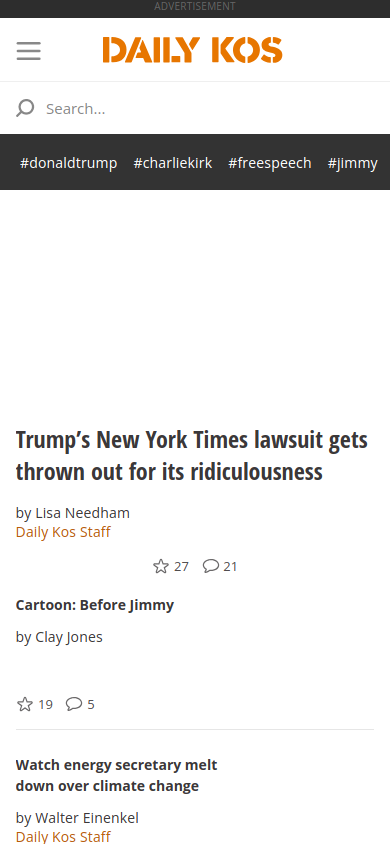 ADVERTISEMENT
DAILY KOS
Search...
#donaldtrump #charliekirk #freespeech #jimmy
Trump's New York Times lawsuit gets
thrown out for its ridiculousness
by Lisa Needham
Daily Kos Staff
27 21
Cartoon: Before Jimmy
by Clay Jones
19 5
Watch energy secretary melt
down over climate change
by Walter Einenkel
Daily Kos Staff